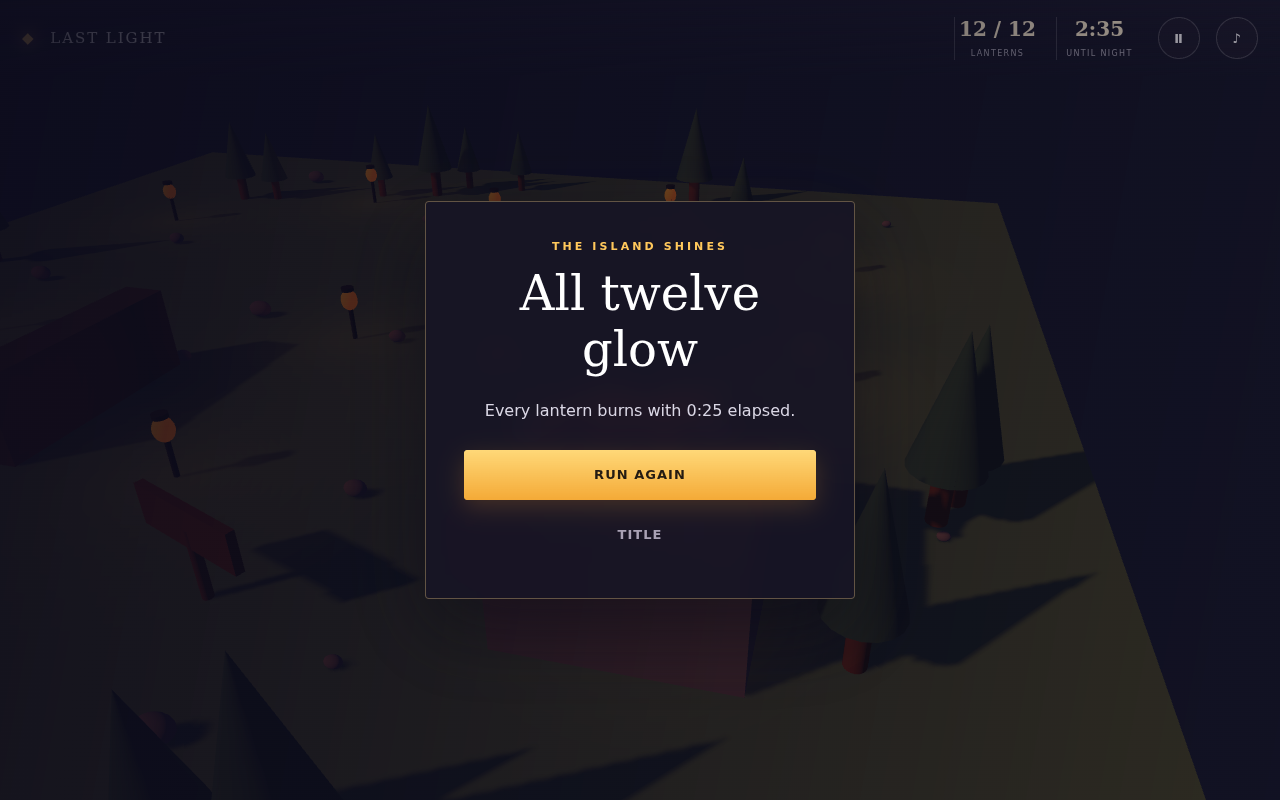 LAST LIGHT
12 / 12
LANTERNS
2:35
UNTIL NIGHT
THE ISLAND SHINES
All twelve
glow
Every lantern burns with 0:25 elapsed.
RUN AGAIN
TITLE